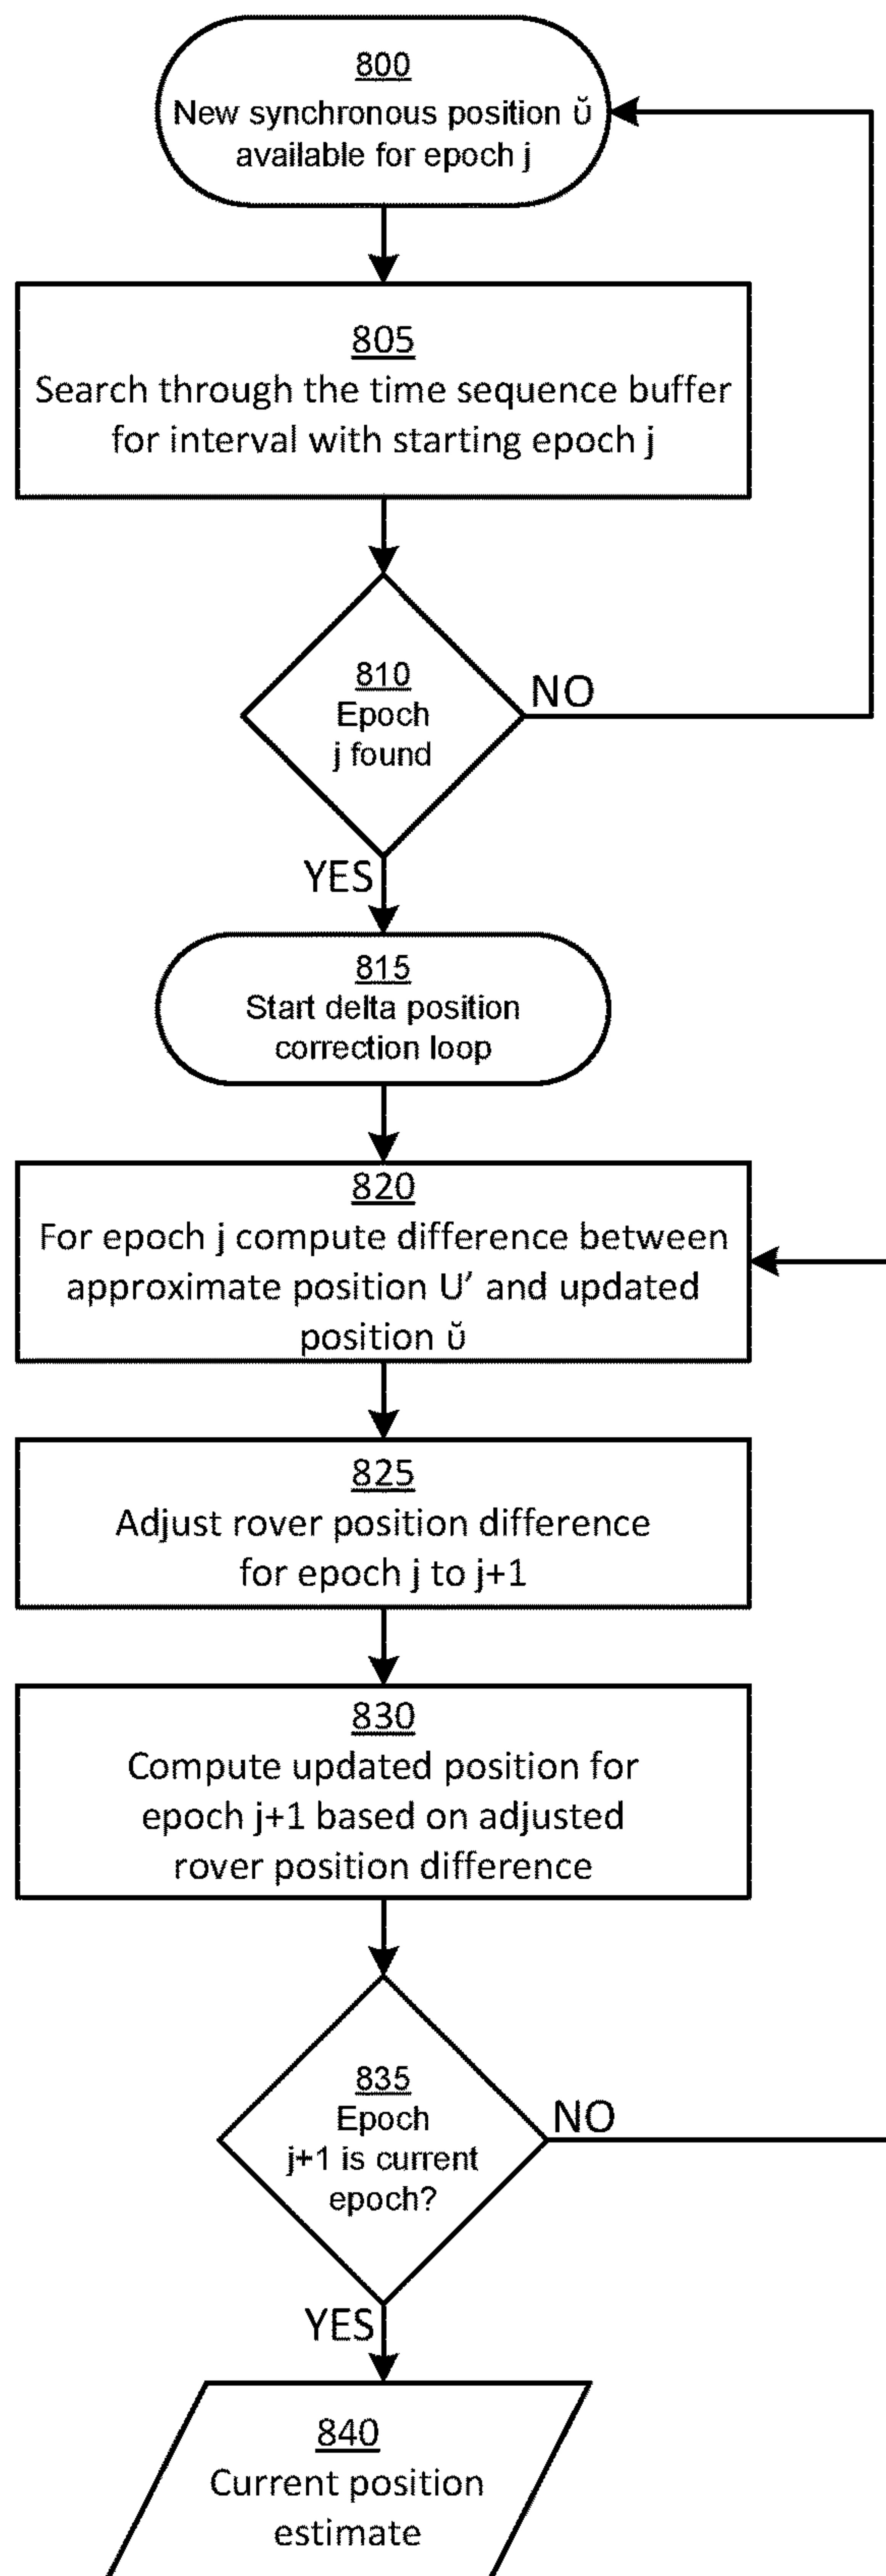 800
New synchronous position ŭ
available for epoch j
805
Search through the time sequence buffer
for interval with starting epoch j
810
Epoch
j found
NO
YES
815
Start delta position
correction loop
820
For epoch j compute difference between
approximate position U’ and updated
position ŭ
825
Adjust rover position difference
for epoch j to j+1
830
Compute updated position for
epoch j+1 based on adjusted
rover position difference
835
Epoch
j+1 is current
epoch?
NO
YES
840
Current position
estimate